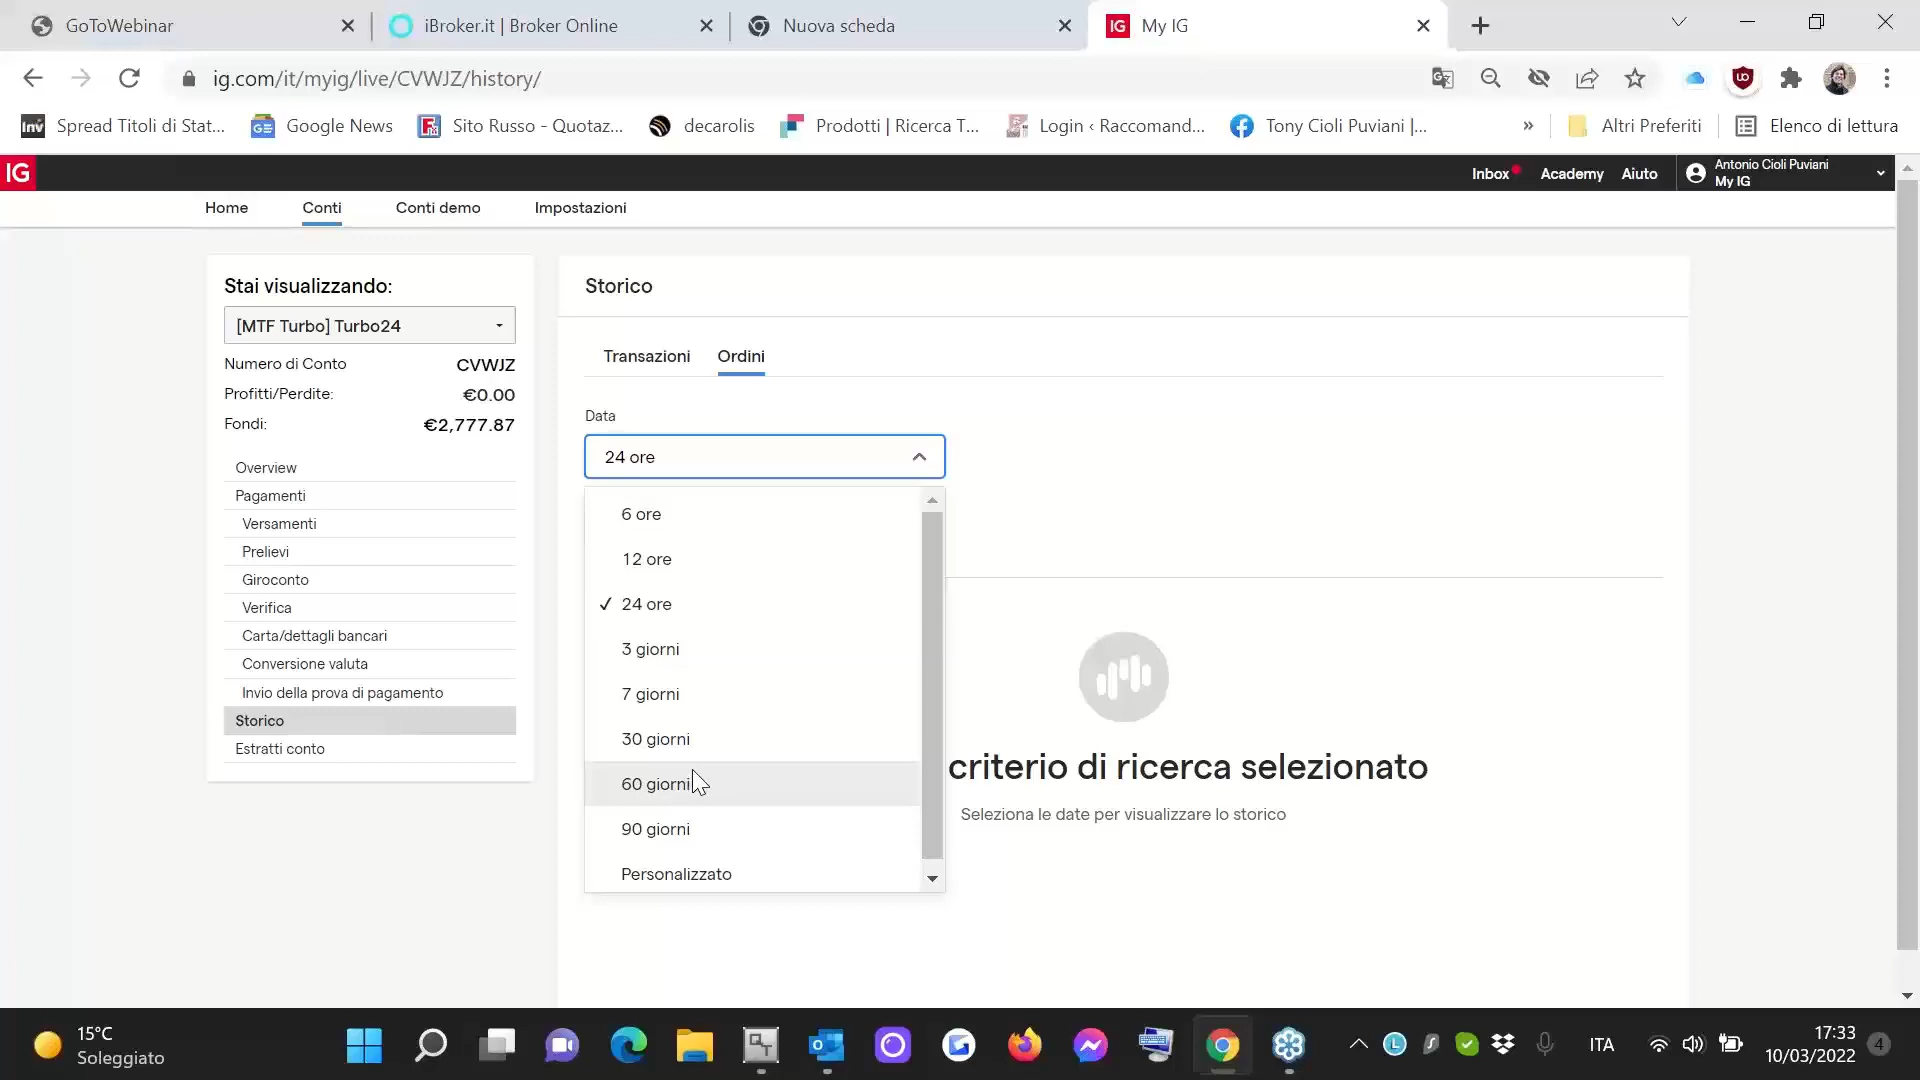 GoToWebinar
iBroker.it | Broker Online
Nuova scheda
IG My IG
ig.com/it/myig/live/CVWJZ/history/
Inv Spread Titoli di Stat...
Google News
Sito Russo - Quotaz...
decarolis
Prodotti | Ricerca T...
Login ‹ Raccomand...
Tony Cioli Puviani |...
»
Altri Preferiti
Elenco di lettura
IG
Inbox
Academy
Aiuto
Antonio Cioli Puviani
My IG
Home
Conti
Conti demo
Impostazioni
Stai visualizzando:
[MTF Turbo] Turbo24
Numero di Conto CVWJZ
Profitti/Perdite: €0.00
Fondi: €2,777.87
Overview
Pagamenti
Versamenti
Prelievi
Giroconto
Verifica
Carta/dettagli bancari
Conversione valuta
Invio della prova di pagamento
Storico
Estratti conto
Storico
Transazioni
Ordini
Data
24 ore
6 ore
12 ore
✓ 24 ore
3 giorni
7 giorni
30 giorni
60 giorni
90 giorni
Personalizzato
criterio di ricerca selezionato
Seleziona le date per visualizzare lo storico
15°C
Soleggiato
ITA
17:33
10/03/2022
4